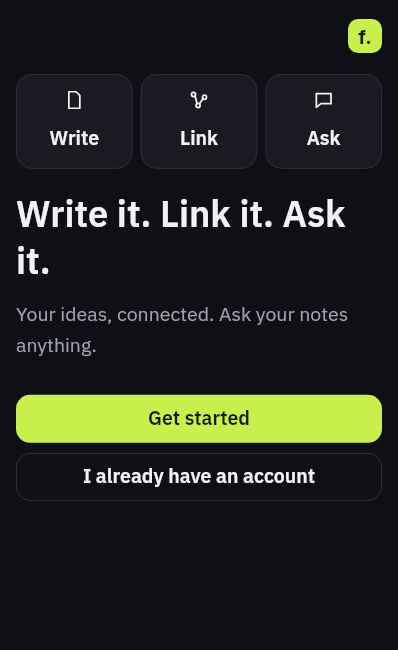 f.
Write
Link
Ask
Write it. Link it. Ask
it.
Your ideas, connected. Ask your notes
anything.
Get started
I already have an account